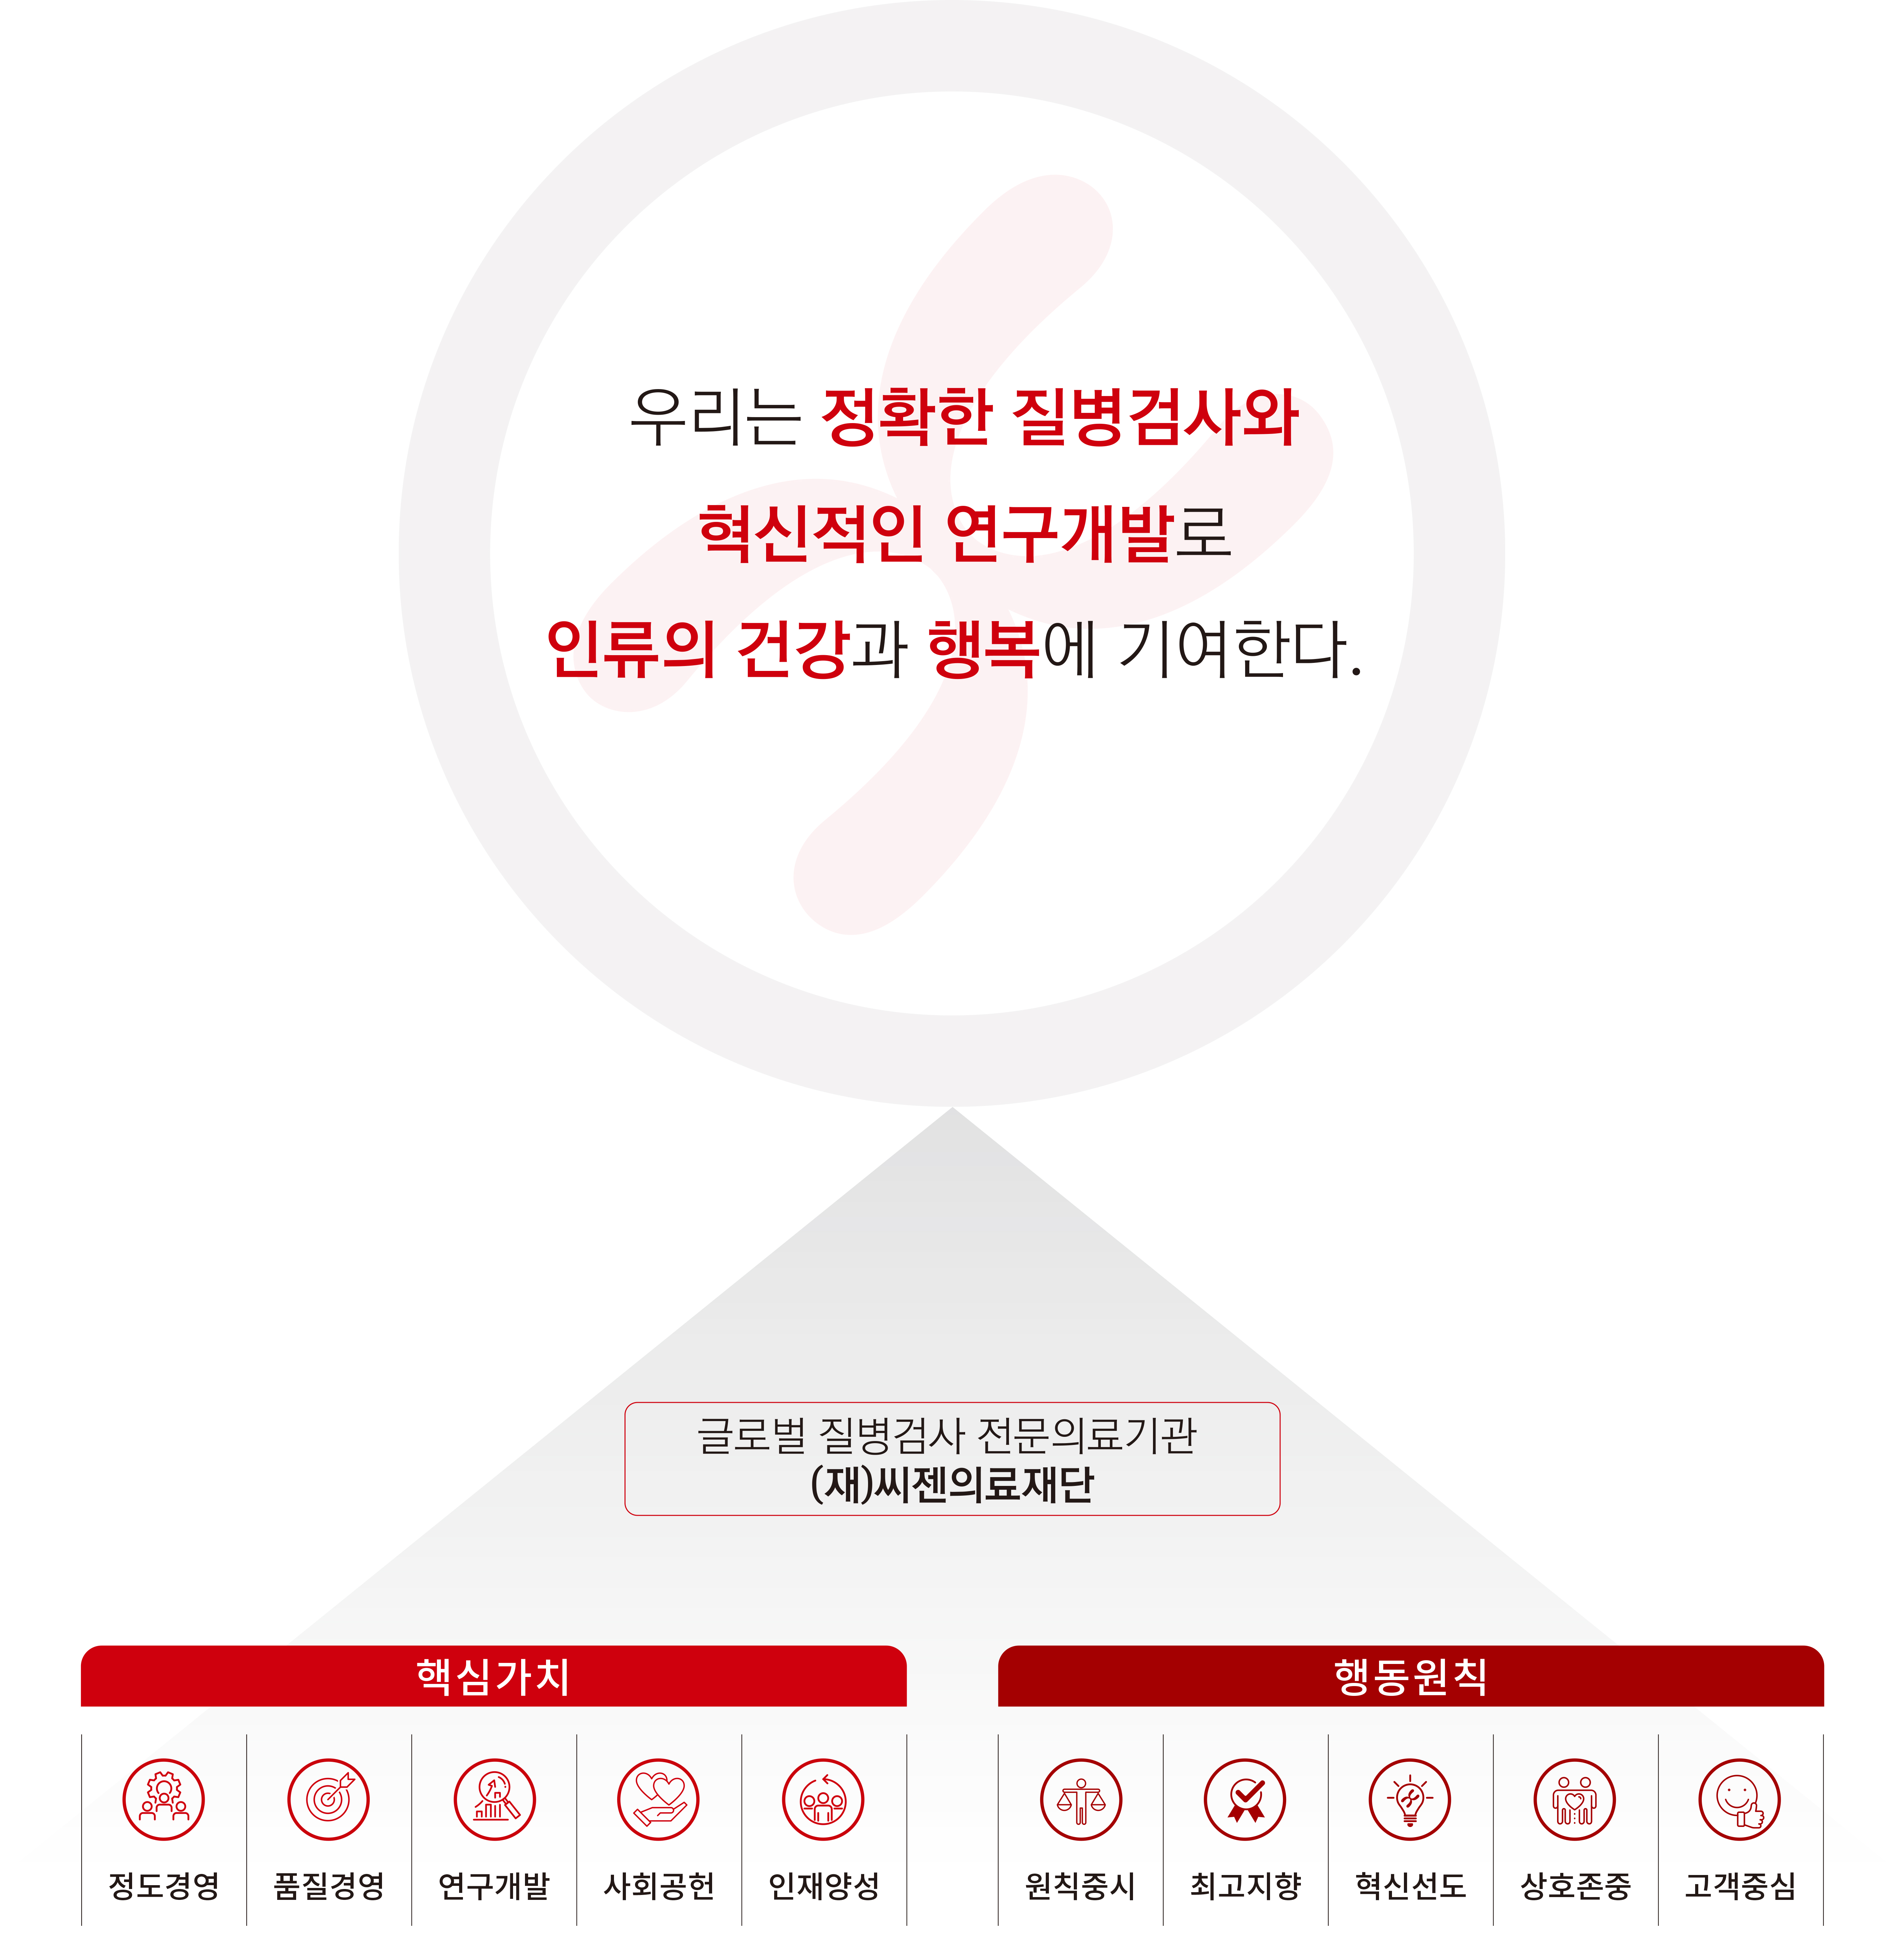 우리는 정확한 질병검사와
혁신적인 연구개발로
인류의 건강과 행복에 기여한다.
글로벌 질병검사 전문의료기관
(재)씨젠의료재단
핵심가치
정도경영
품질경영
연구개발
사회공헌
인재양성
행동원칙
원칙중시
최고지향
혁신선도
상호존중
고객중심